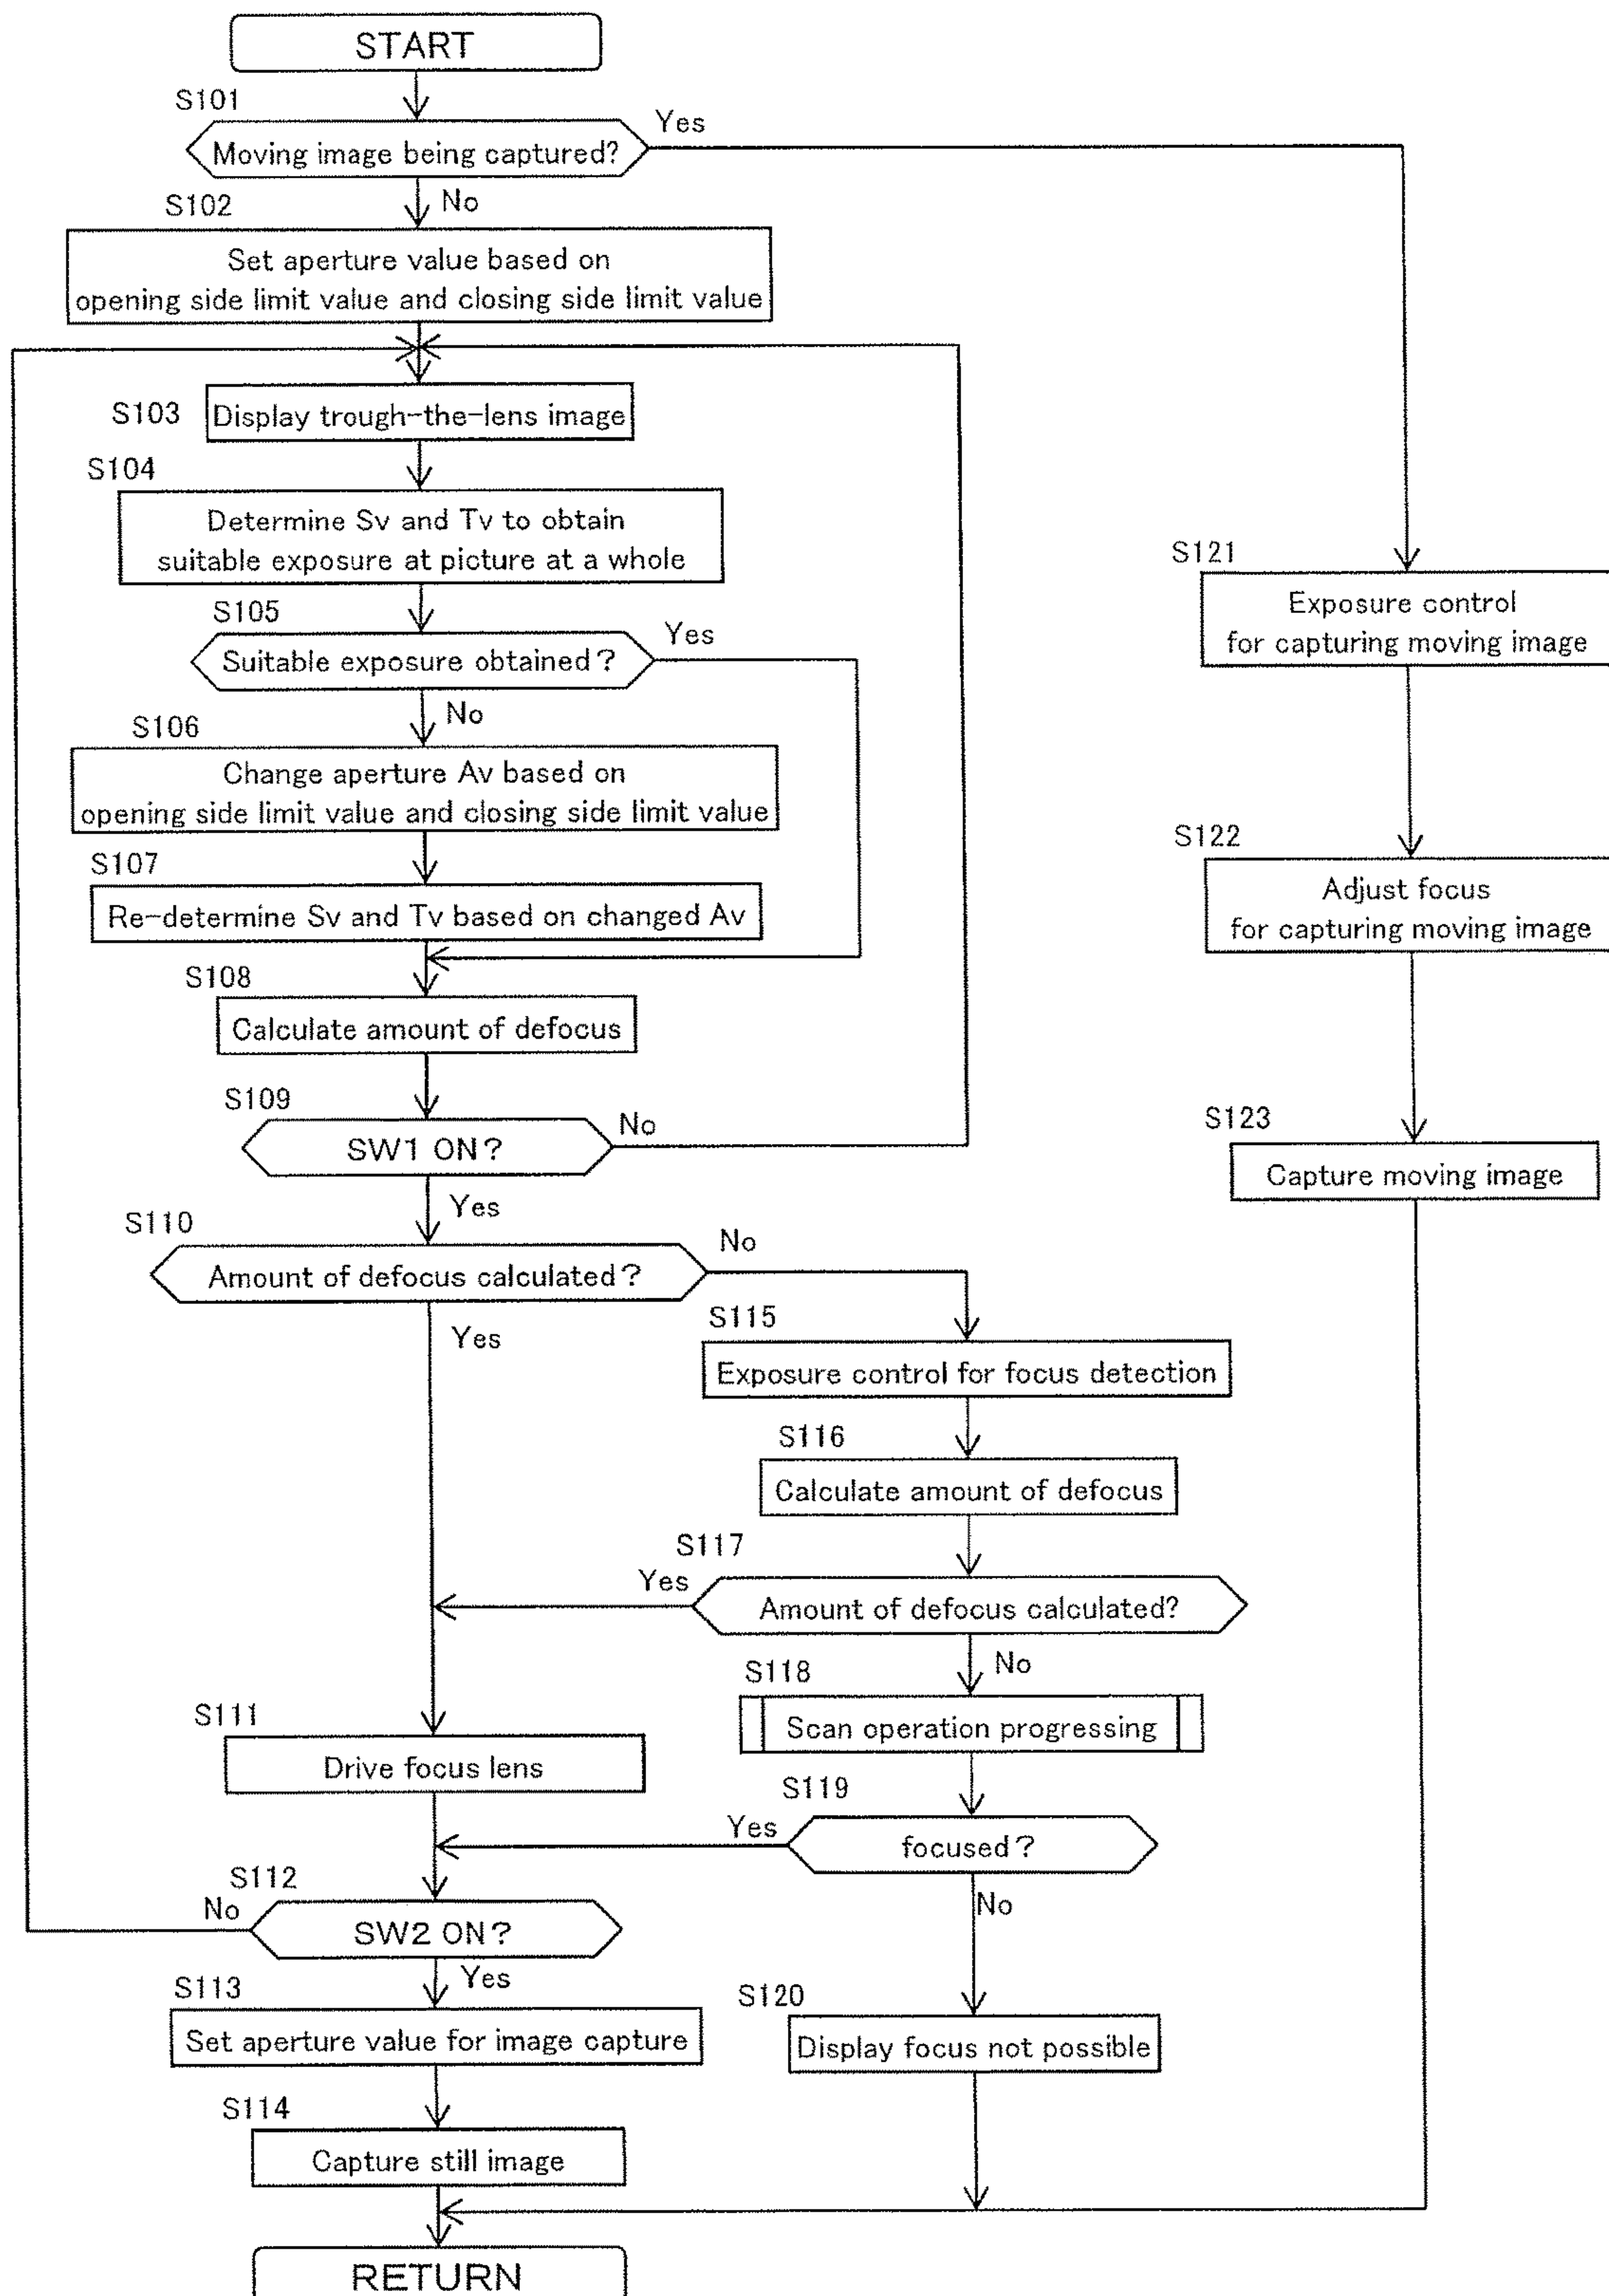 START
S101
Moving image being captured?
Yes
No
S102
Set aperture value based on
opening side limit value and closing side limit value
S103
Display trough-the-lens image
S104
Determine Sv and Tv to obtain
suitable exposure at picture at a whole
S105
Suitable exposure obtained?
Yes
No
S106
Change aperture Av based on
opening side limit value and closing side limit value
S107
Re-determine Sv and Tv based on changed Av
S108
Calculate amount of defocus
S109
SW1 ON?
No
Yes
S110
Amount of defocus calculated?
No
Yes
S115
Exposure control for focus detection
S116
Calculate amount of defocus
S117
Yes
Amount of defocus calculated?
No
S118
Scan operation progressing
S111
Drive focus lens
S119
Yes
focused?
No
S112
No
SW2 ON?
Yes
S113
Set aperture value for image capture
S120
Display focus not possible
S114
Capture still image
RETURN
S121
Exposure control
for capturing moving image
S122
Adjust focus
for capturing moving image
S123
Capture moving image